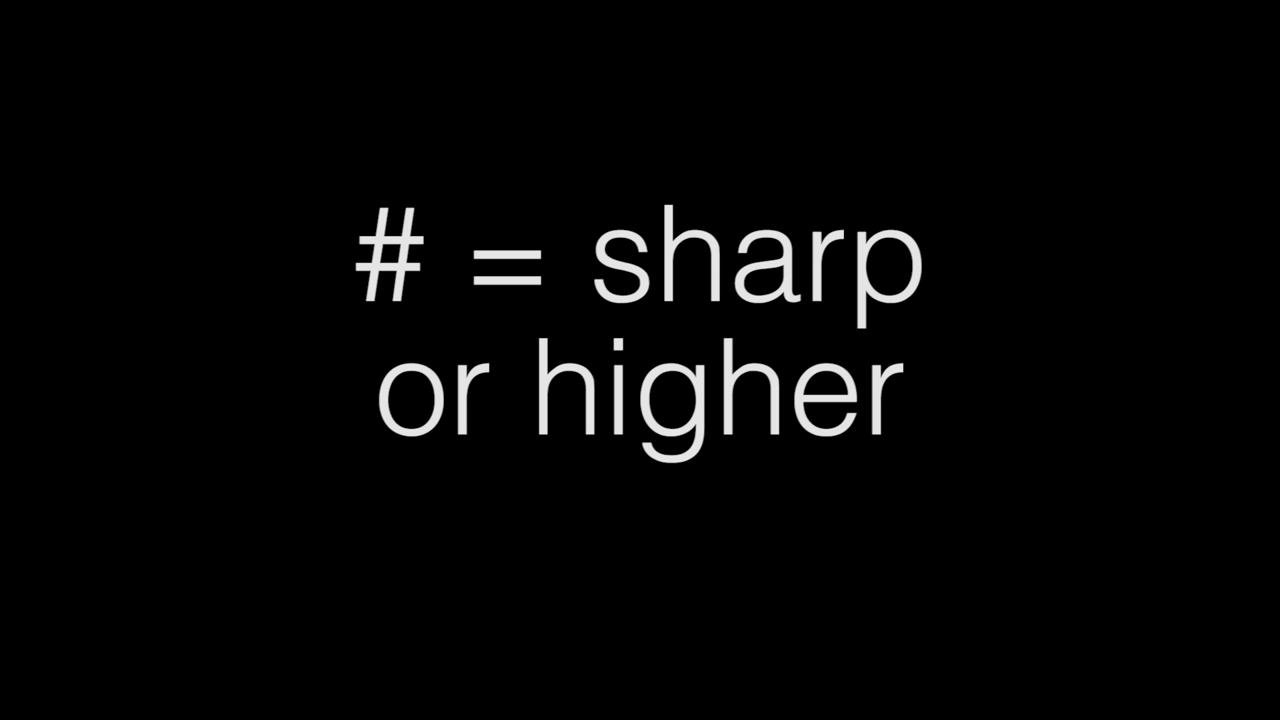 # = sharp
or higher